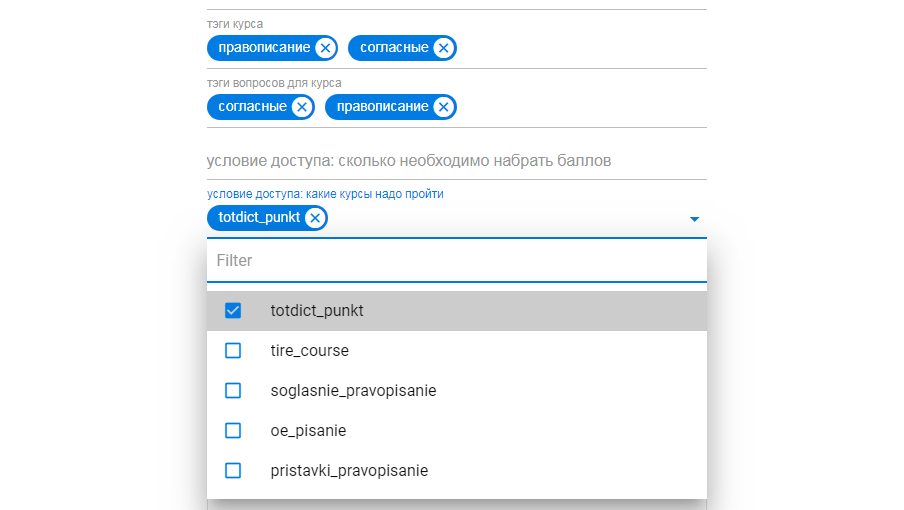 тэги курса
правописание согласные
тэги вопросов для курса
согласные правописание
условие доступа: сколько необходимо набрать баллов
условие доступа: какие курсы надо пройти
totdict_punkt
Filter
totdict_punkt
tire_course
soglasnie_pravopisanie
oe_pisanie
pristavki_pravopisanie